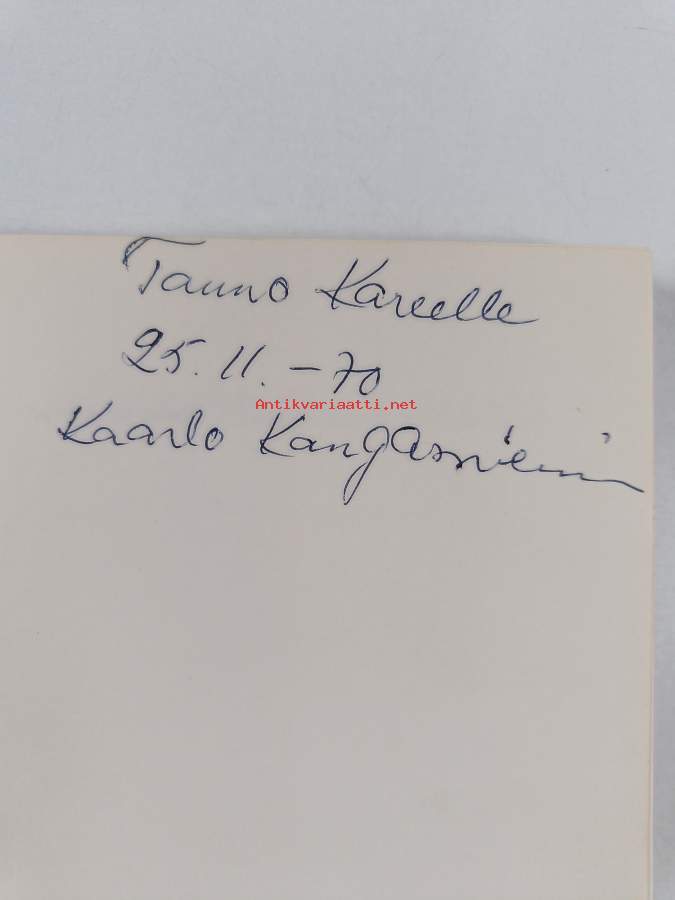 Tauno Kareelle
25.11.-70
Antikvariaatti.net
Kaarlo Kangasniemi